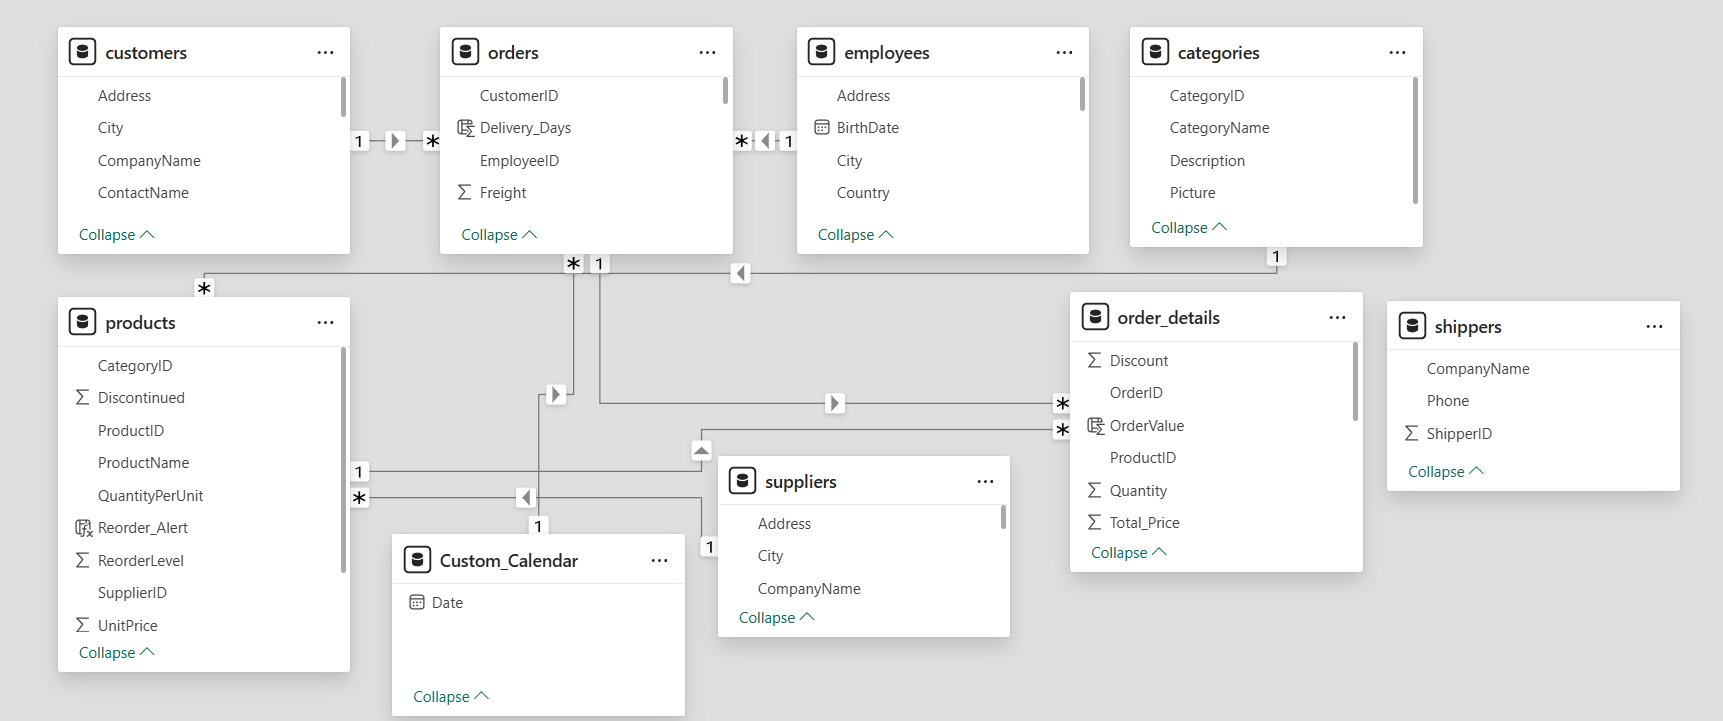 customers
Address
City
CompanyName
ContactName
Collapse
orders
CustomerID
Delivery_Days
EmployeeID
Freight
Collapse
employees
Address
BirthDate
City
Country
Collapse
categories
CategoryID
CategoryName
Description
Picture
Collapse
1
*
*
1
*
1
1
*
products
CategoryID
Discontinued
ProductID
ProductName
QuantityPerUnit
Reorder_Alert
ReorderLevel
SupplierID
UnitPrice
Collapse
1
*
1
Custom_Calendar
Date
Collapse
1
suppliers
Address
City
CompanyName
Collapse
*
*
order_details
Discount
OrderID
OrderValue
ProductID
Quantity
Total_Price
Collapse
shippers
CompanyName
Phone
ShipperID
Collapse